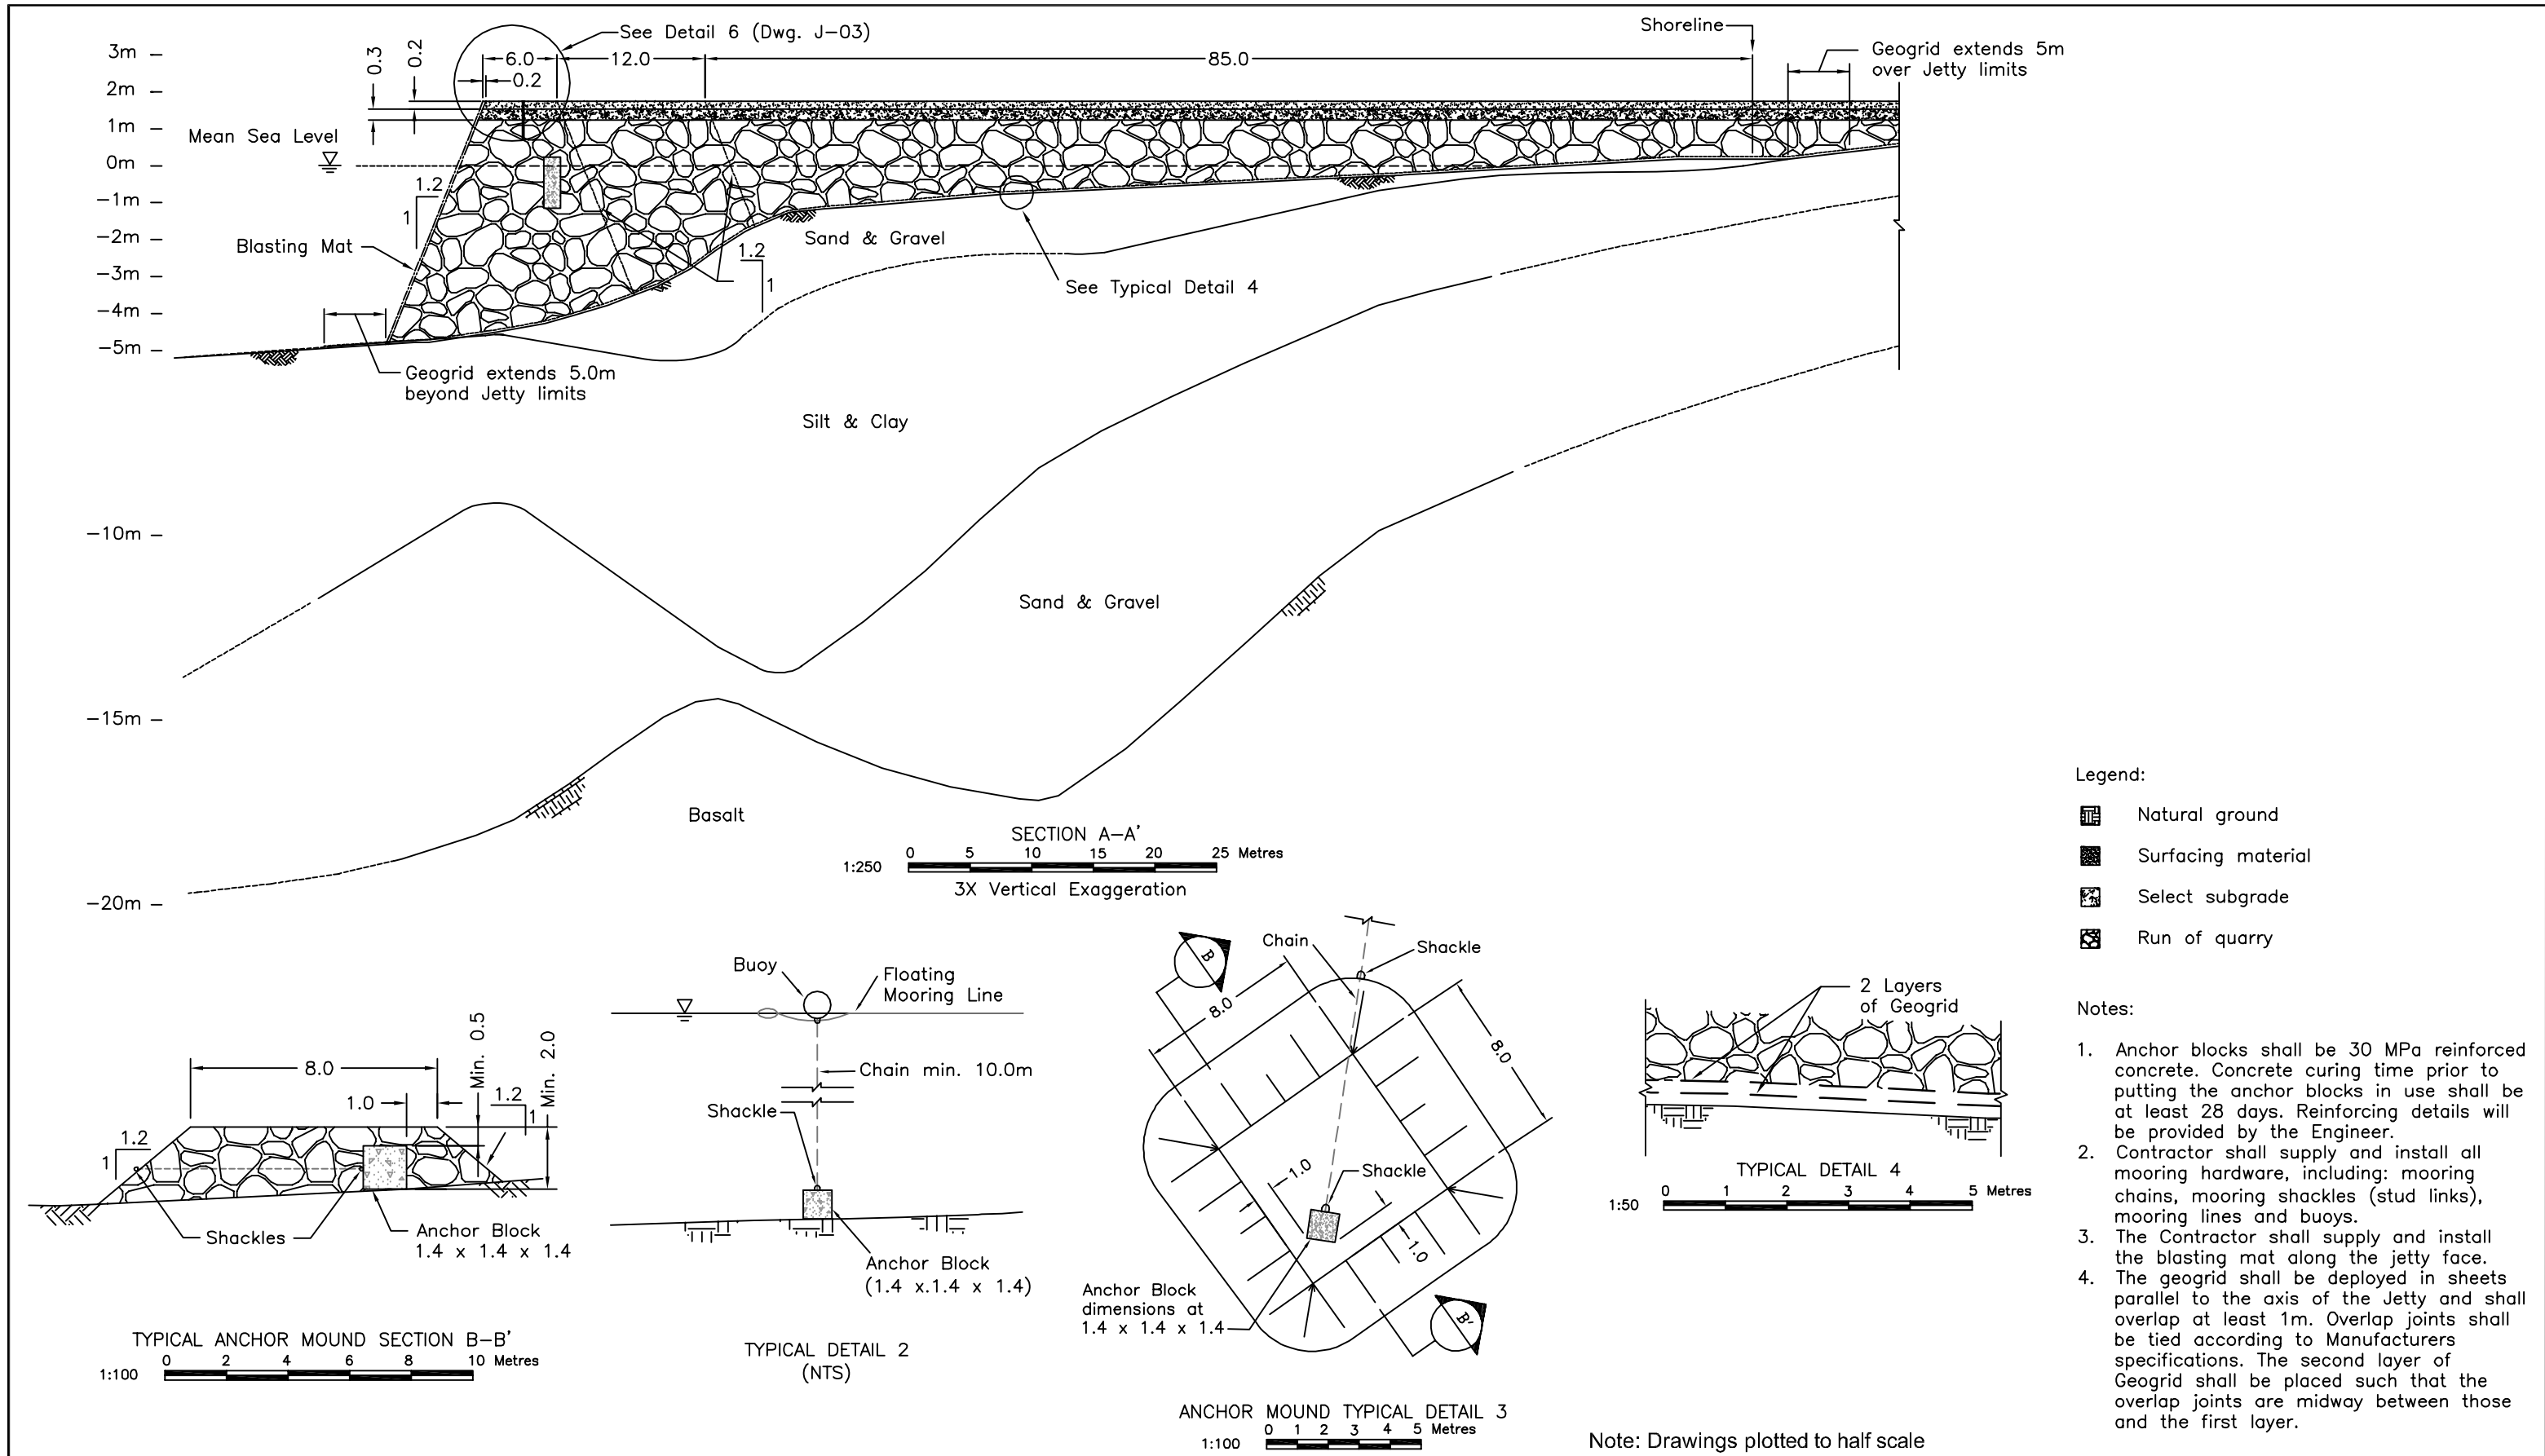 See Detail 6 (Dwg. J-03)
Shoreline
Geogrid extends 5m
over Jetty limits
3m
0.3
0.2
6.0
12.0
85.0
0.2
2m
1m
Mean Sea Level
0m
-1m
1.2
1
-2m
Blasting Mat
Sand & Gravel
1.2
1
-3m
See Typical Detail 4
-4m
-5m
Geogrid extends 5.0m
beyond Jetty limits
Silt & Clay
-10m
Sand & Gravel
-15m
Basalt
-20m
SECTION A-A'
0 5 10 15 20 25 Metres
1:250
3X Vertical Exaggeration
Legend:
Natural ground
Surfacing material
Select subgrade
Run of quarry
8.0
1.0
Min. 0.5
Min. 2.0
1.2
1
1.2
1
Shackles
Anchor Block
1.4 x 1.4 x 1.4
TYPICAL ANCHOR MOUND SECTION B-B'
0 2 4 6 8 10 Metres
1:100
Buoy
Floating
Mooring Line
Chain min. 10.0m
Shackle
Anchor Block
(1.4 x.1.4 x 1.4)
TYPICAL DETAIL 2
(NTS)
B
Chain
Shackle
8.0
8.0
1.0
Shackle
1.0
Anchor Block
dimensions at
1.4 x 1.4 x 1.4
B'
ANCHOR MOUND TYPICAL DETAIL 3
0 1 2 3 4 5 Metres
1:100
2 Layers
of Geogrid
TYPICAL DETAIL 4
0 1 2 3 4 5 Metres
1:50
Notes:
1. Anchor blocks shall be 30 MPa reinforced
concrete. Concrete curing time prior to
putting the anchor blocks in use shall be
at least 28 days. Reinforcing details will
be provided by the Engineer.
2. Contractor shall supply and install all
mooring hardware, including: mooring
chains, mooring shackles (stud links),
mooring lines and buoys.
3. The Contractor shall supply and install
the blasting mat along the jetty face.
4. The geogrid shall be deployed in sheets
parallel to the axis of the Jetty and shall
overlap at least 1m. Overlap joints shall
be tied according to Manufacturers
specifications. The second layer of
Geogrid shall be placed such that the
overlap joints are midway between those
and the first layer.
Note: Drawings plotted to half scale